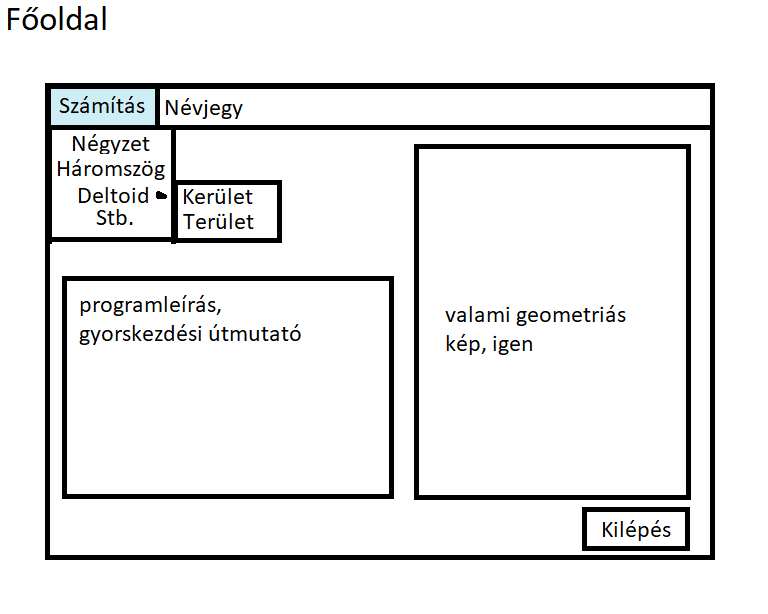 Főoldal
Számítás
Névjegy
Négyzet
Háromszög
Deltoid
Stb.
Kerület
Terület
programleírás,
gyorskezdési útmutató
valami geometriás
kép, igen
Kilépés